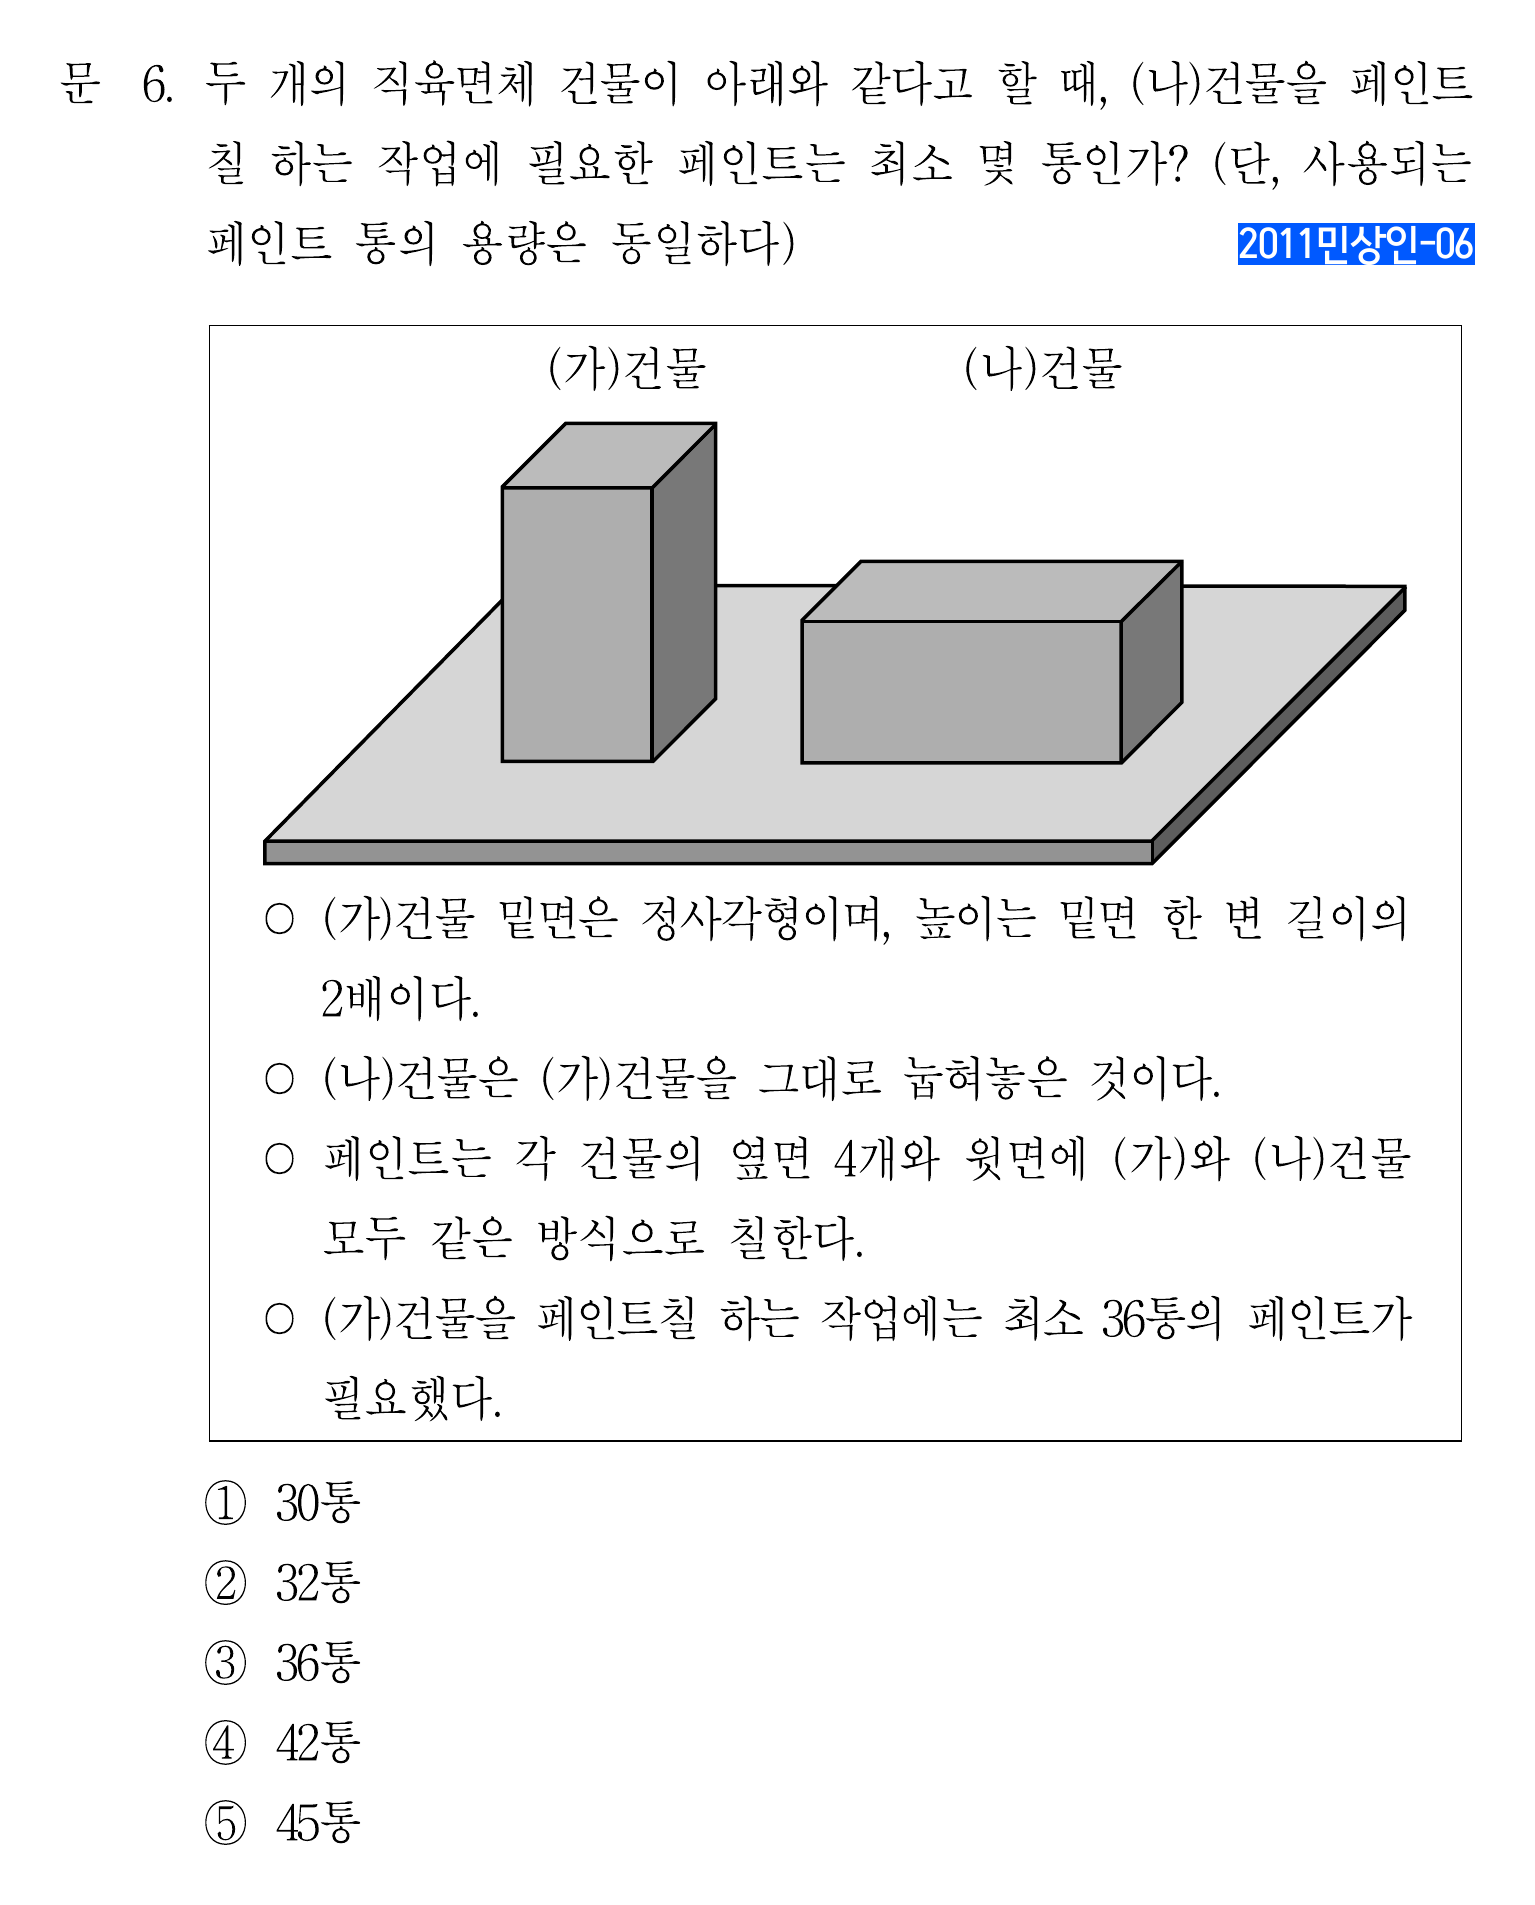 문 6. 두 개의 직육면체 건물이 아래와 같다고 할 때, (나)건물을 페인트
칠 하는 작업에 필요한 페인트는 최소 몇 통인가? (단, 사용되는
페인트 통의 용량은 동일하다) 2011민상인-06
(가)건물 (나)건물
○ (가)건물 밑면은 정사각형이며, 높이는 밑면 한 변 길이의
2배이다.
○ (나)건물은 (가)건물을 그대로 눕혀놓은 것이다.
○ 페인트는 각 건물의 옆면 4개와 윗면에 (가)와 (나)건물
모두 같은 방식으로 칠한다.
○ (가)건물을 페인트칠 하는 작업에는 최소 36통의 페인트가
필요했다.
① 30통
② 32통
③ 36통
④ 42통
⑤ 45통